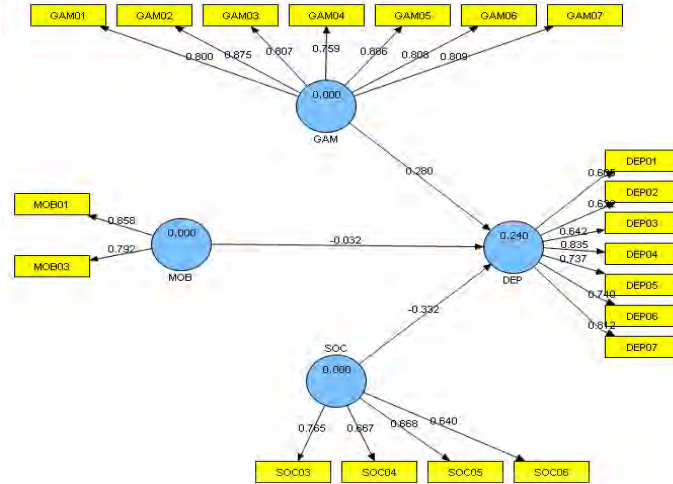 GAM01 GAM02 GAM03 GAM04 GAM05 GAM06 GAM07
0.800 0.875 0.807 0.759 0.808 0.809
0.000
GAM
0.280
DEP01
DEP02
DEP03
0.642
0.835
DEP04
0.737
DEP05
0.740
DEP06
0.812
DEP07
MOB01
0.858
0.000
MOB
0.792
MOB03
-0.032
0.240
DEP
-0.332
SOC
0.000
0.765 0.667 0.668 0.640
SOC03 SOC04 SOC05 SOC06